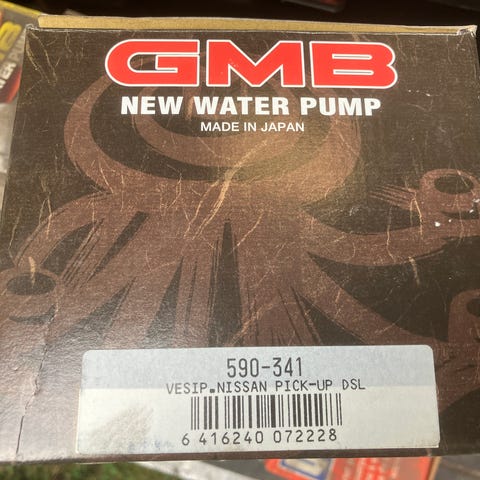 GMB
NEW WATER PUMP
MADE IN JAPAN
590-341
VESIP.NISSAN PICK-UP DSL
6 416240 072228